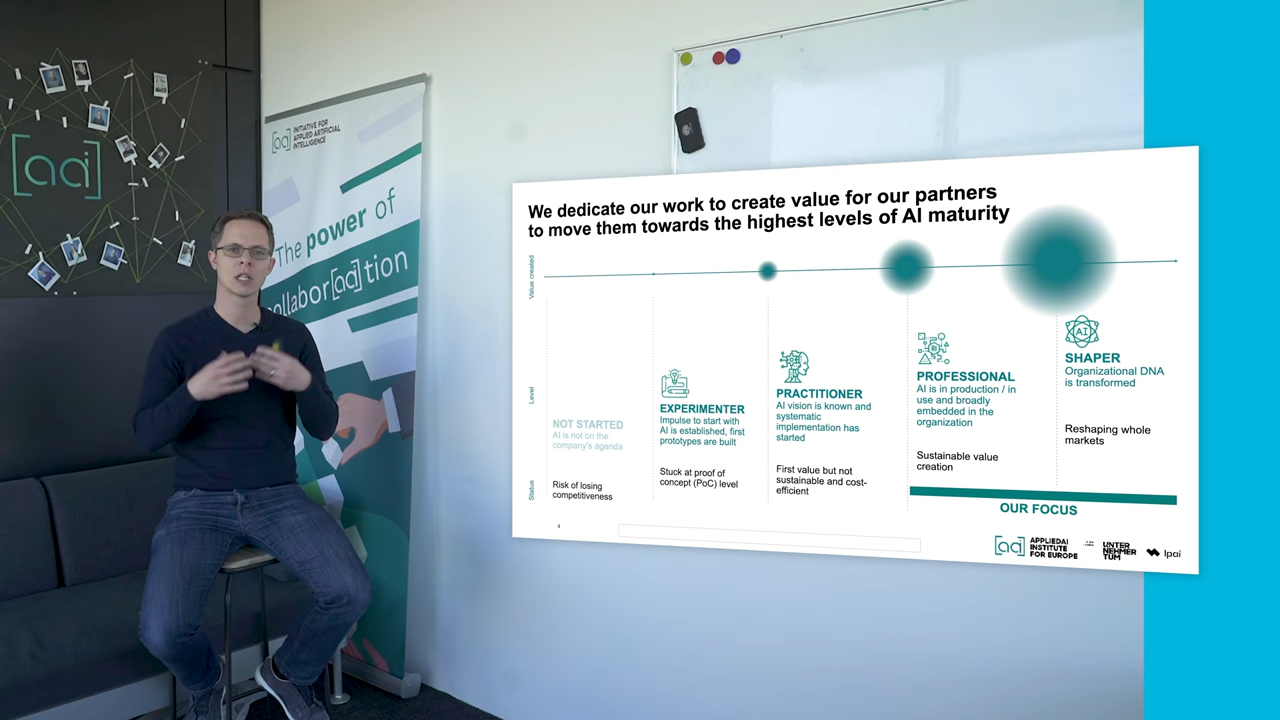 [aai]
[aai] INITIATIVE FOR
APPLIED ARTIFICIAL
INTELLIGENCE
The power of
collabor[aai]tion
We dedicate our work to create value for our partners
to move them towards the highest levels of AI maturity
Value created
Level
Status
NOT STARTED
AI is not on the
company's agenda
Risk of losing
competitiveness
EXPERIMENTER
Impulse to start with
AI is established, first
prototypes are built
Stuck at proof of
concept (PoC) level
PRACTITIONER
AI vision is known and
systematic
implementation has
started
First value but not
sustainable and cost-
efficient
PROFESSIONAL
AI is in production / in
use and broadly
embedded in the
organization
Sustainable value
creation
AI
SHAPER
Organizational DNA
is transformed
Reshaping whole
markets
OUR FOCUS
4
[aai] APPLIEDAI
INSTITUTE
FOR EUROPE
UNTER
NEHMER
TUM
Ipai